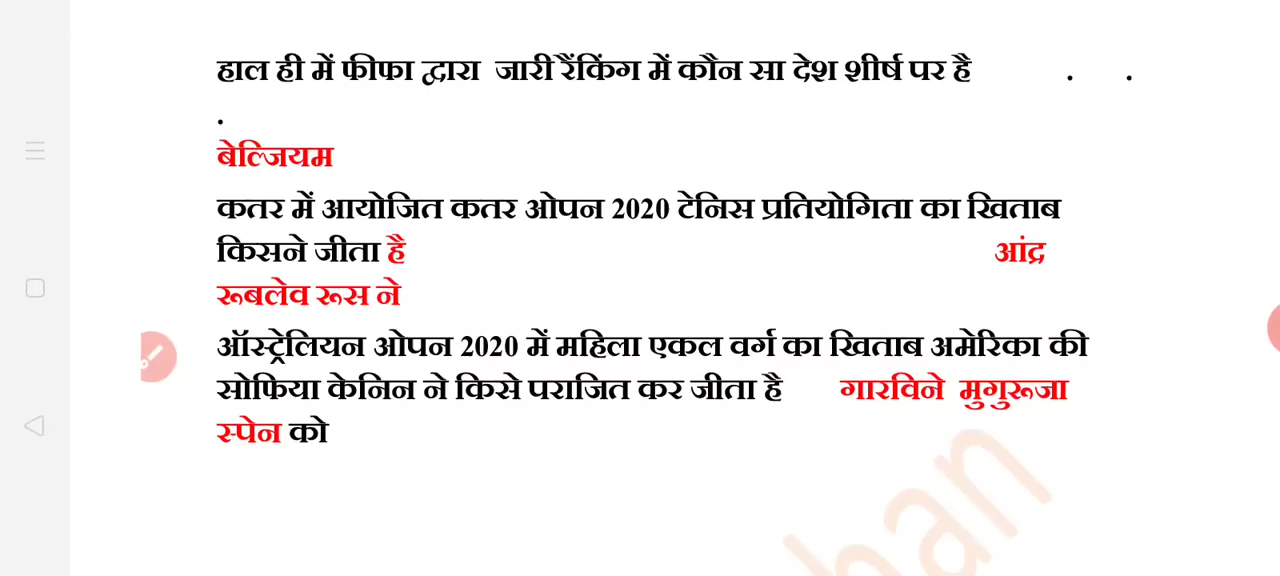 हाल ही में फीफा द्वारा जारी रैंकिंग में कौन सा देश शीर्ष पर है . .
.
बेल्जियम
कतर में आयोजित कतर ओपन 2020 टेनिस प्रतियोगिता का खिताब
किसने जीता है आंद्र
रूबलेव रूस ने
ऑस्ट्रेलियन ओपन 2020 में महिला एकल वर्ग का खिताब अमेरिका की
सोफिया केनिन ने किसे पराजित कर जीता है गारविने मुगुरूजा
स्पेन को